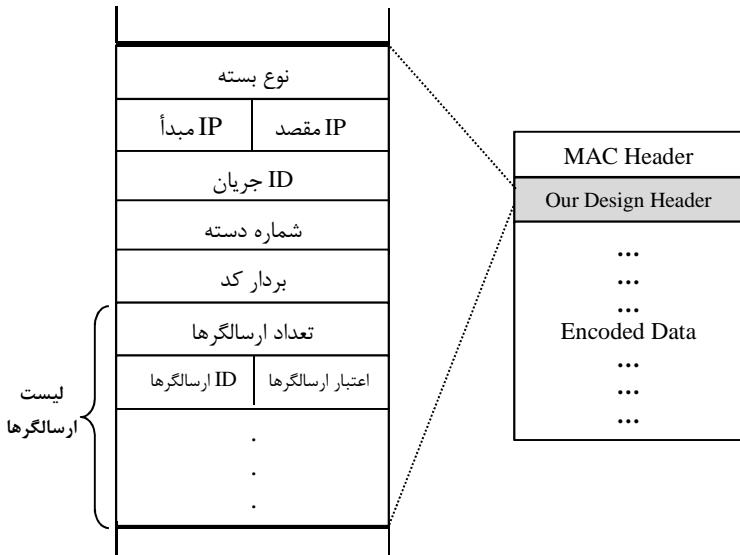 نوع بسته
IP مبدأ
IP مقصد
ID جریان
شماره دسته
بردار کد
تعداد ارسالگرها
ID ارسالگرها
اعتبار ارسالگرها
.
.
.
لیست
ارسالگرها
MAC Header
Our Design Header
...
...
...
Encoded Data
...
...
...